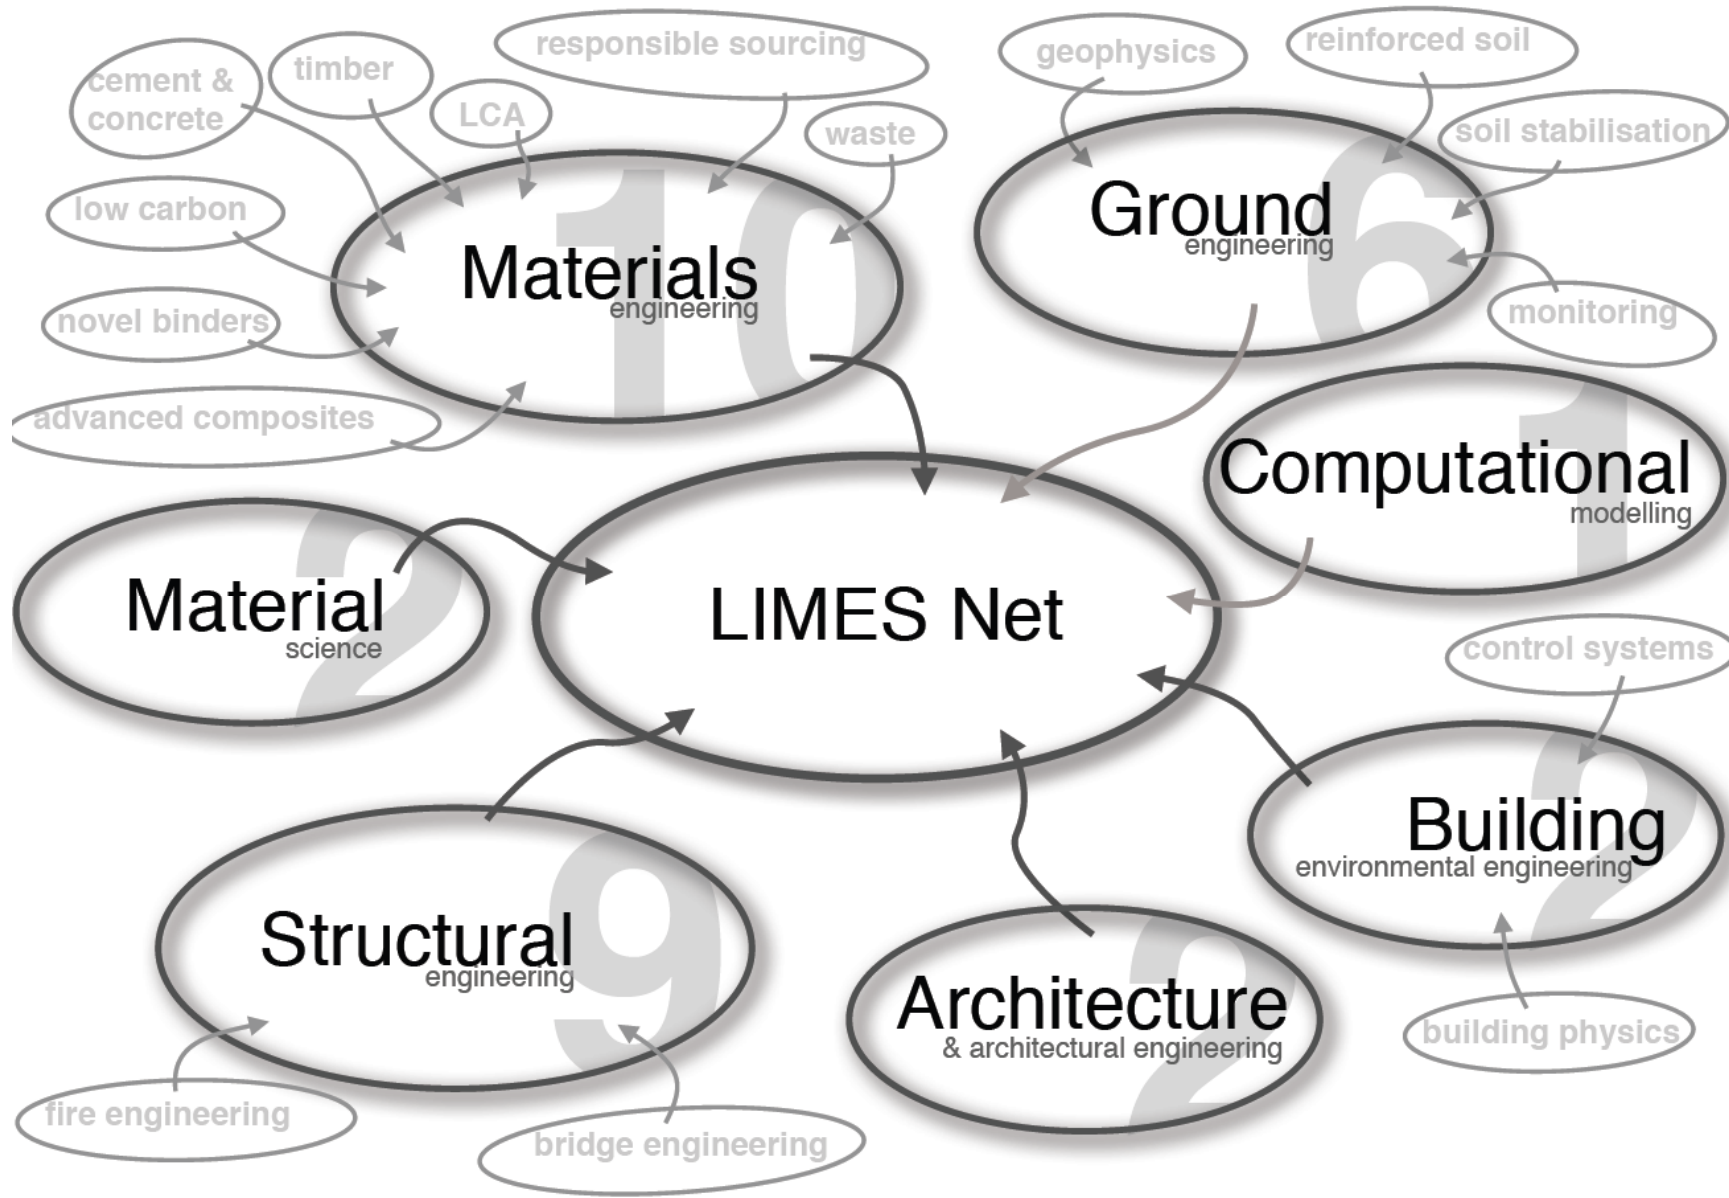 cement &
concrete
timber
LCA
responsible sourcing
waste
low carbon
novel binders
advanced composites
10
Materials
engineering
geophysics
reinforced soil
soil stabilisation
monitoring
6
Ground
engineering
1
Computational
modelling
2
Material
science
LIMES Net
control systems
2
Building
environmental engineering
building physics
9
Structural
engineering
fire engineering
bridge engineering
2
Architecture
& architectural engineering